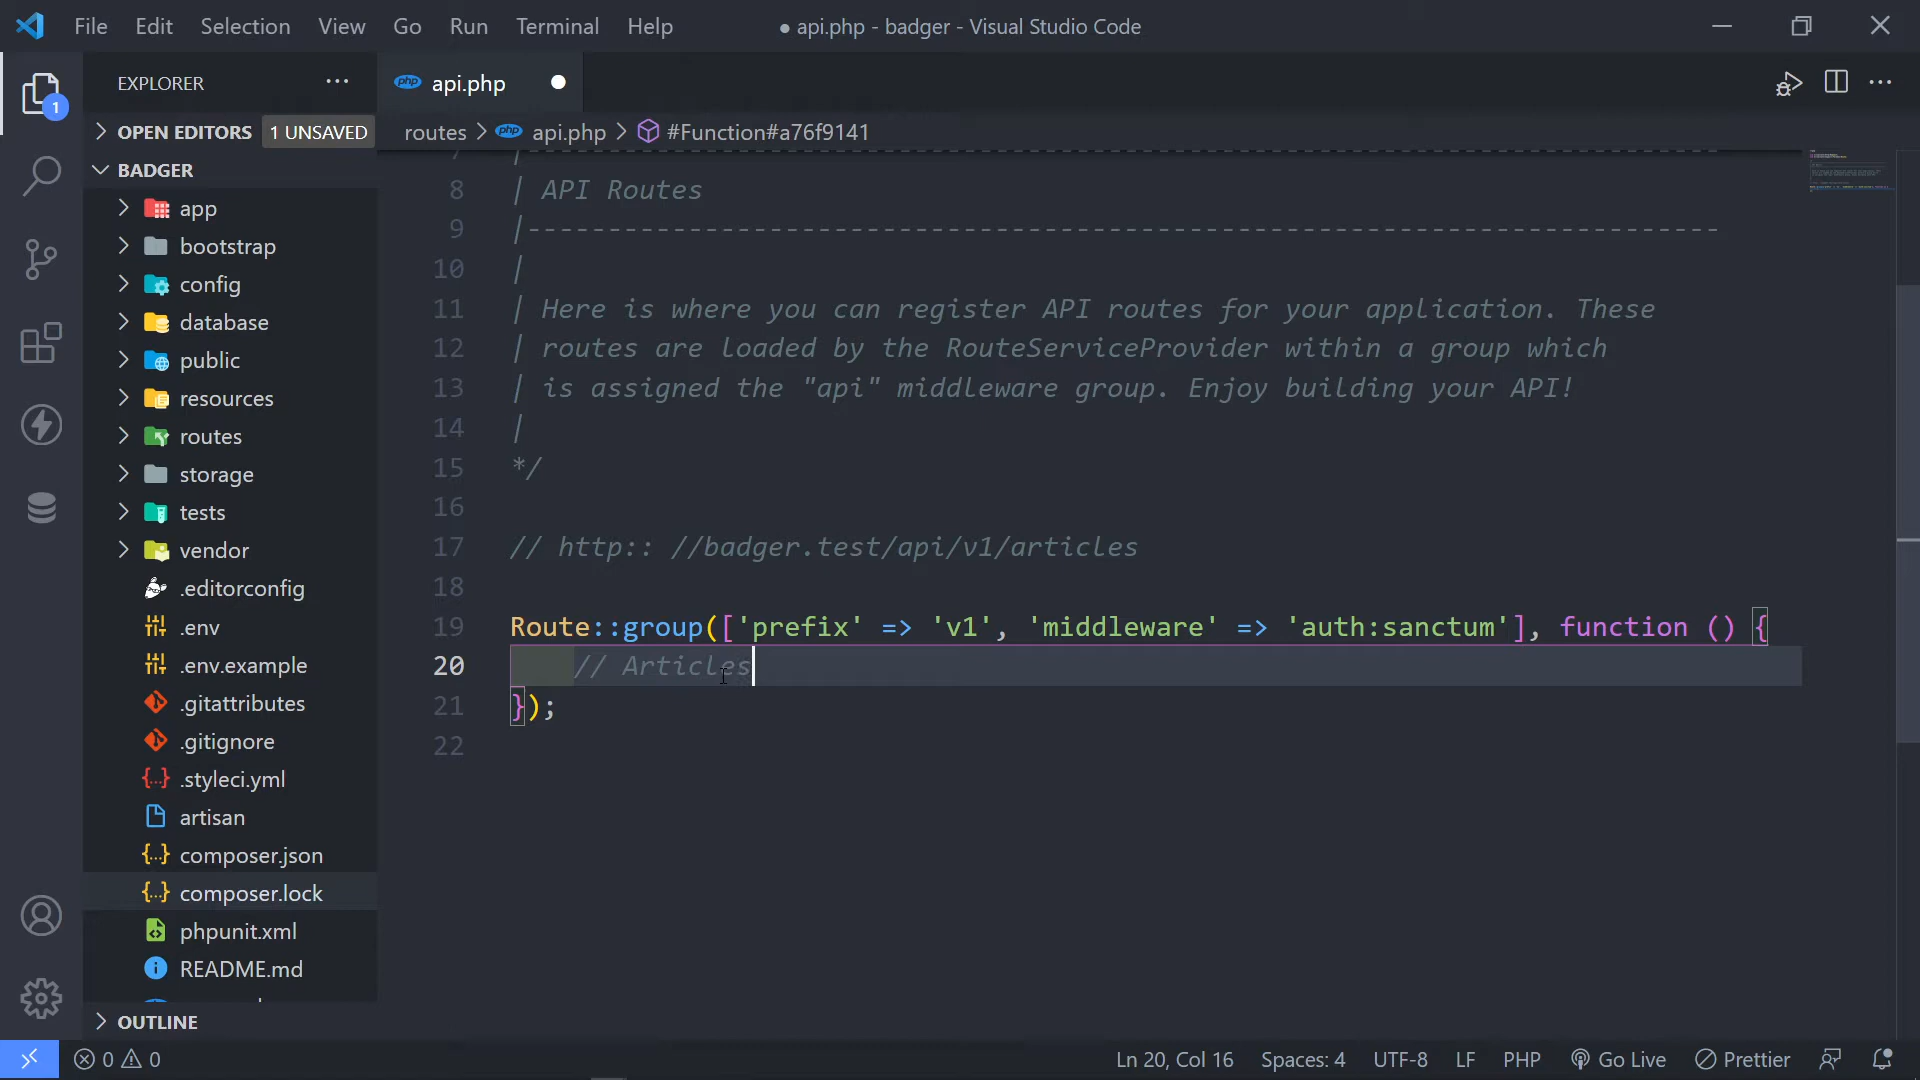 File Edit Selection View Go Run Terminal Help
● api.php - badger - Visual Studio Code
EXPLORER ...
1
OPEN EDITORS 1 UNSAVED
BADGER
app
bootstrap
config
database
public
resources
routes
storage
tests
vendor
.editorconfig
.env
.env.example
.gitattributes
.gitignore
.styleci.yml
artisan
composer.json
composer.lock
phpunit.xml
README.md
OUTLINE
php api.php ●
routes > php api.php > #Function#a76f9141
8 | API Routes
9 |--------------------------------------------------------------------------
10 |
11 | Here is where you can register API routes for your application. These
12 | routes are loaded by the RouteServiceProvider within a group which
13 | is assigned the "api" middleware group. Enjoy building your API!
14 |
15 */
16
17 // http:: //badger.test/api/v1/articles
18
19 Route::group(['prefix' => 'v1', 'middleware' => 'auth:sanctum'], function () {
20 // Articles
21 });
22
0 0 Ln 20, Col 16 Spaces: 4 UTF-8 LF PHP Go Live Prettier